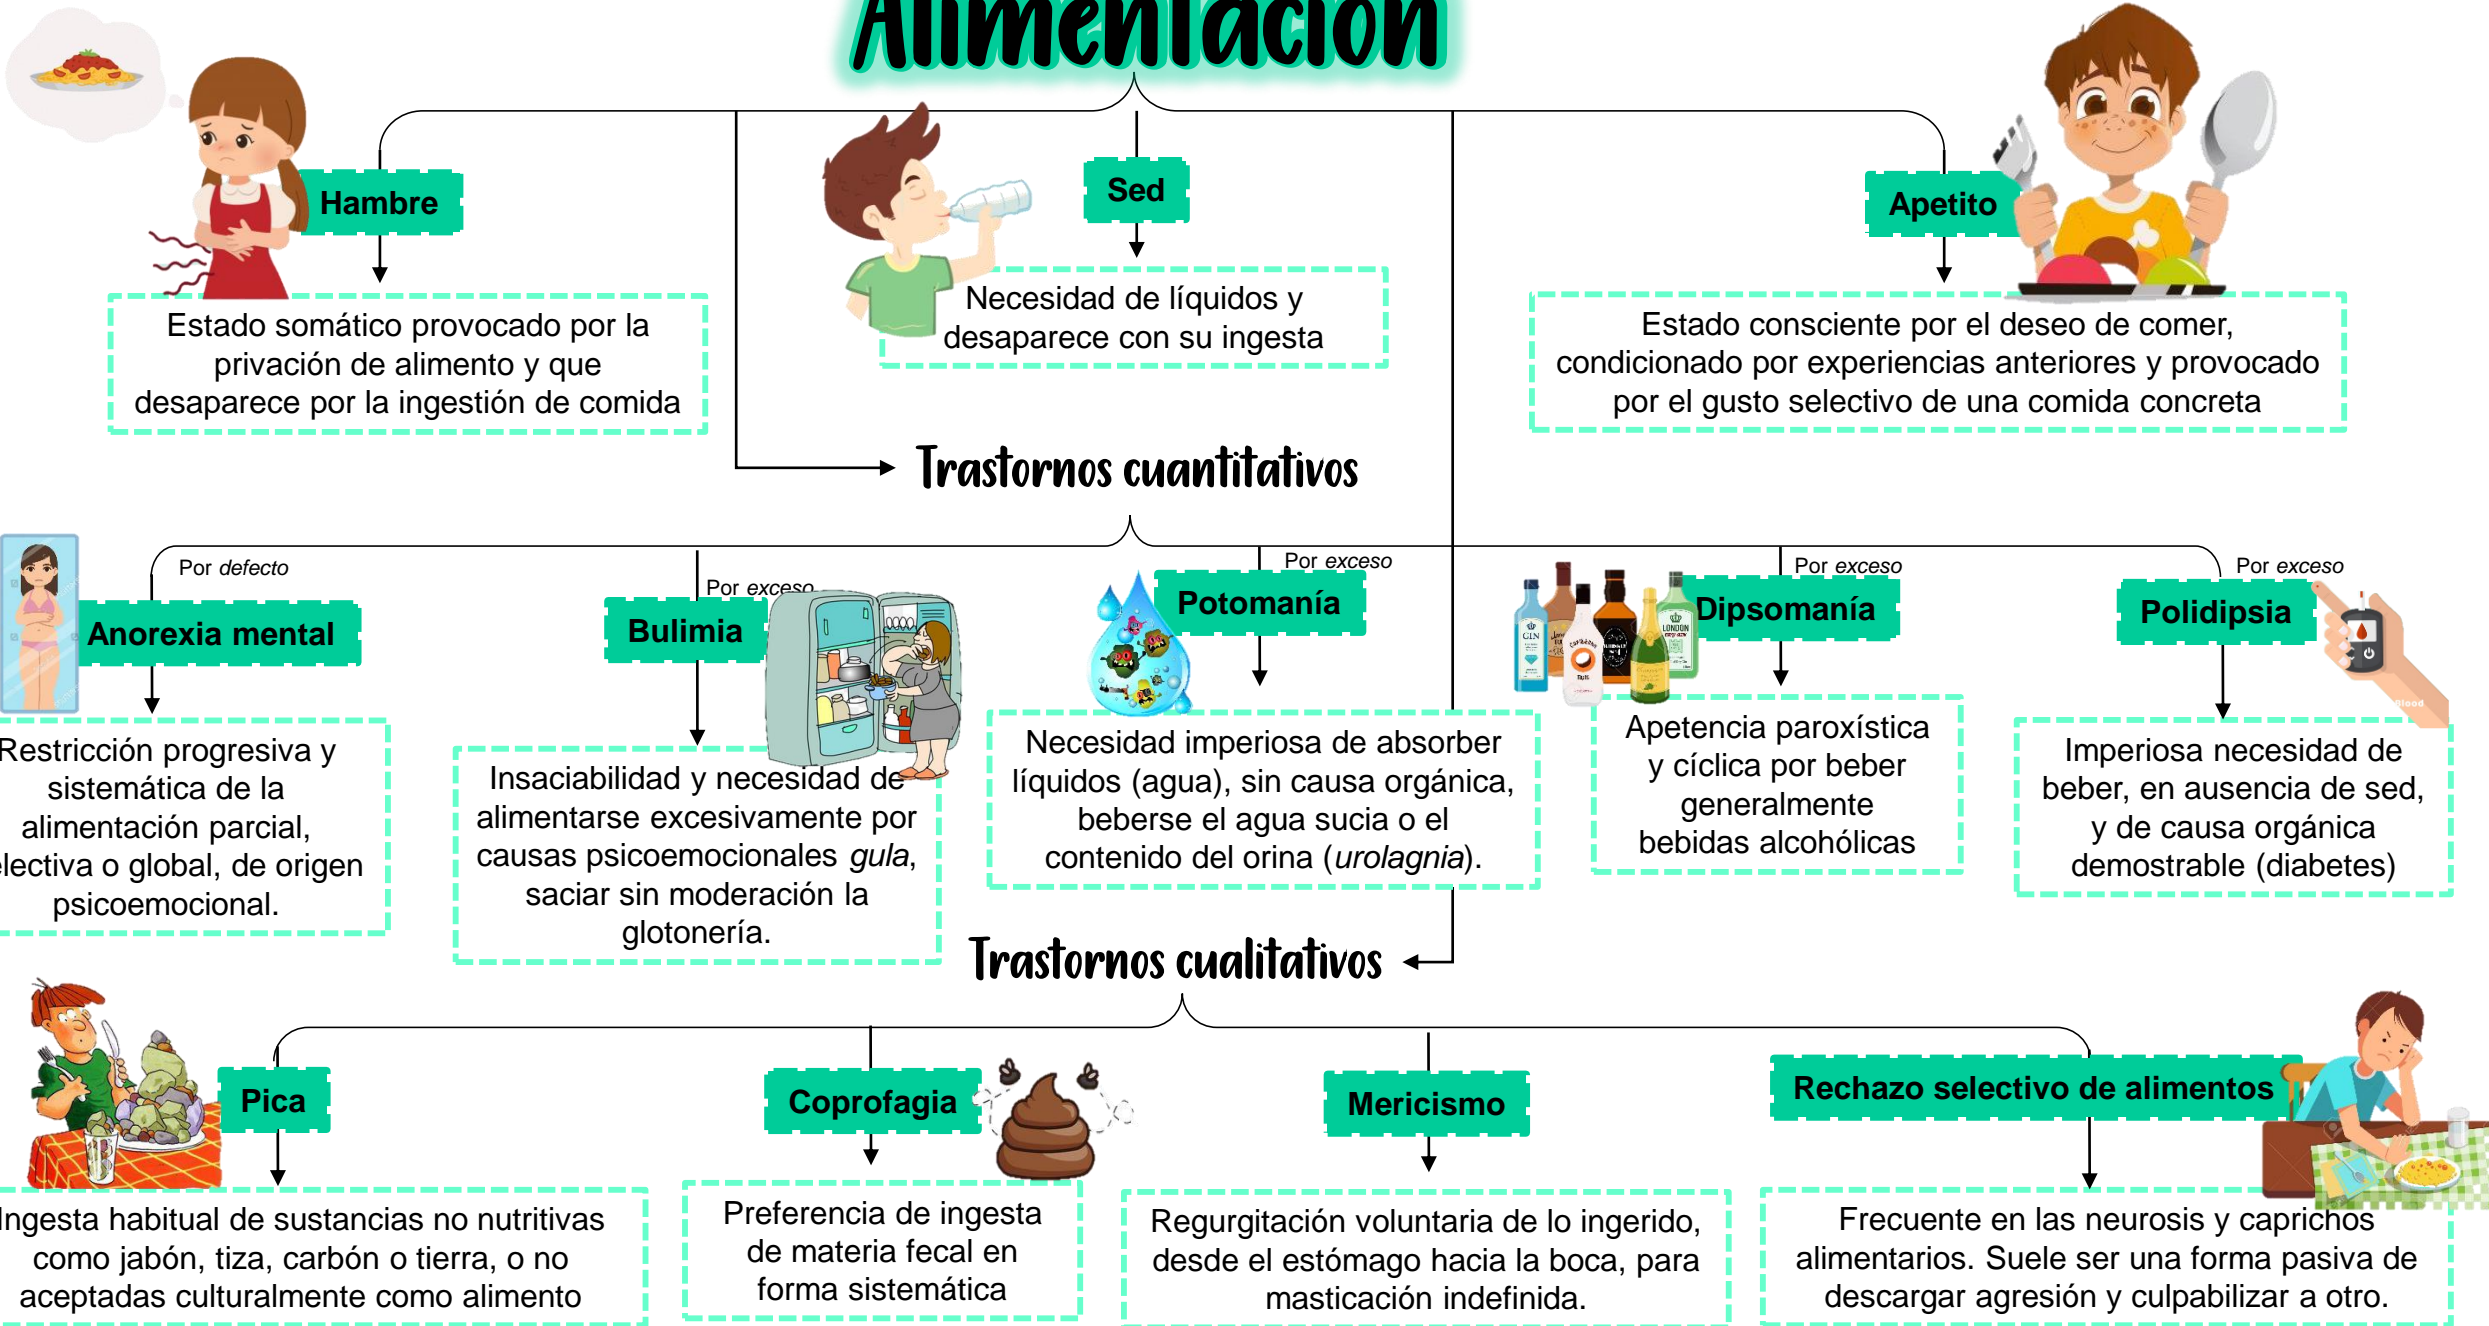 Alimentación
Hambre
Sed
Apetito
Estado somático provocado por la
privación de alimento y que
desaparece por la ingestión de comida
Necesidad de líquidos y
desaparece con su ingesta
Estado consciente por el deseo de comer,
condicionado por experiencias anteriores y provocado
por el gusto selectivo de una comida concreta
Trastornos cuantitativos
Por defecto
Anorexia mental
Restricción progresiva y
sistemática de la
alimentación parcial,
electiva o global, de origen
psicoemocional.
Por exceso
Bulimia
Insaciabilidad y necesidad de
alimentarse excesivamente por
causas psicoemocionales gula,
saciar sin moderación la
glotonería.
Por exceso
Potomanía
Necesidad imperiosa de absorber
líquidos (agua), sin causa orgánica,
beberse el agua sucia o el
contenido del orina (urolagnia).
Por exceso
GIN
LONDON
Dipsomanía
Apetencia paroxística
y cíclica por beber
generalmente
bebidas alcohólicas
Por exceso
Polidipsia
Blood
Imperiosa necesidad de
beber, en ausencia de sed,
y de causa orgánica
demostrable (diabetes)
Trastornos cualitativos
Pica
Ingesta habitual de sustancias no nutritivas
como jabón, tiza, carbón o tierra, o no
aceptadas culturalmente como alimento
Coprofagia
Preferencia de ingesta
de materia fecal en
forma sistemática
Mericismo
Regurgitación voluntaria de lo ingerido,
desde el estómago hacia la boca, para
masticación indefinida.
Rechazo selectivo de alimentos
Frecuente en las neurosis y caprichos
alimentarios. Suele ser una forma pasiva de
descargar agresión y culpabilizar a otro.